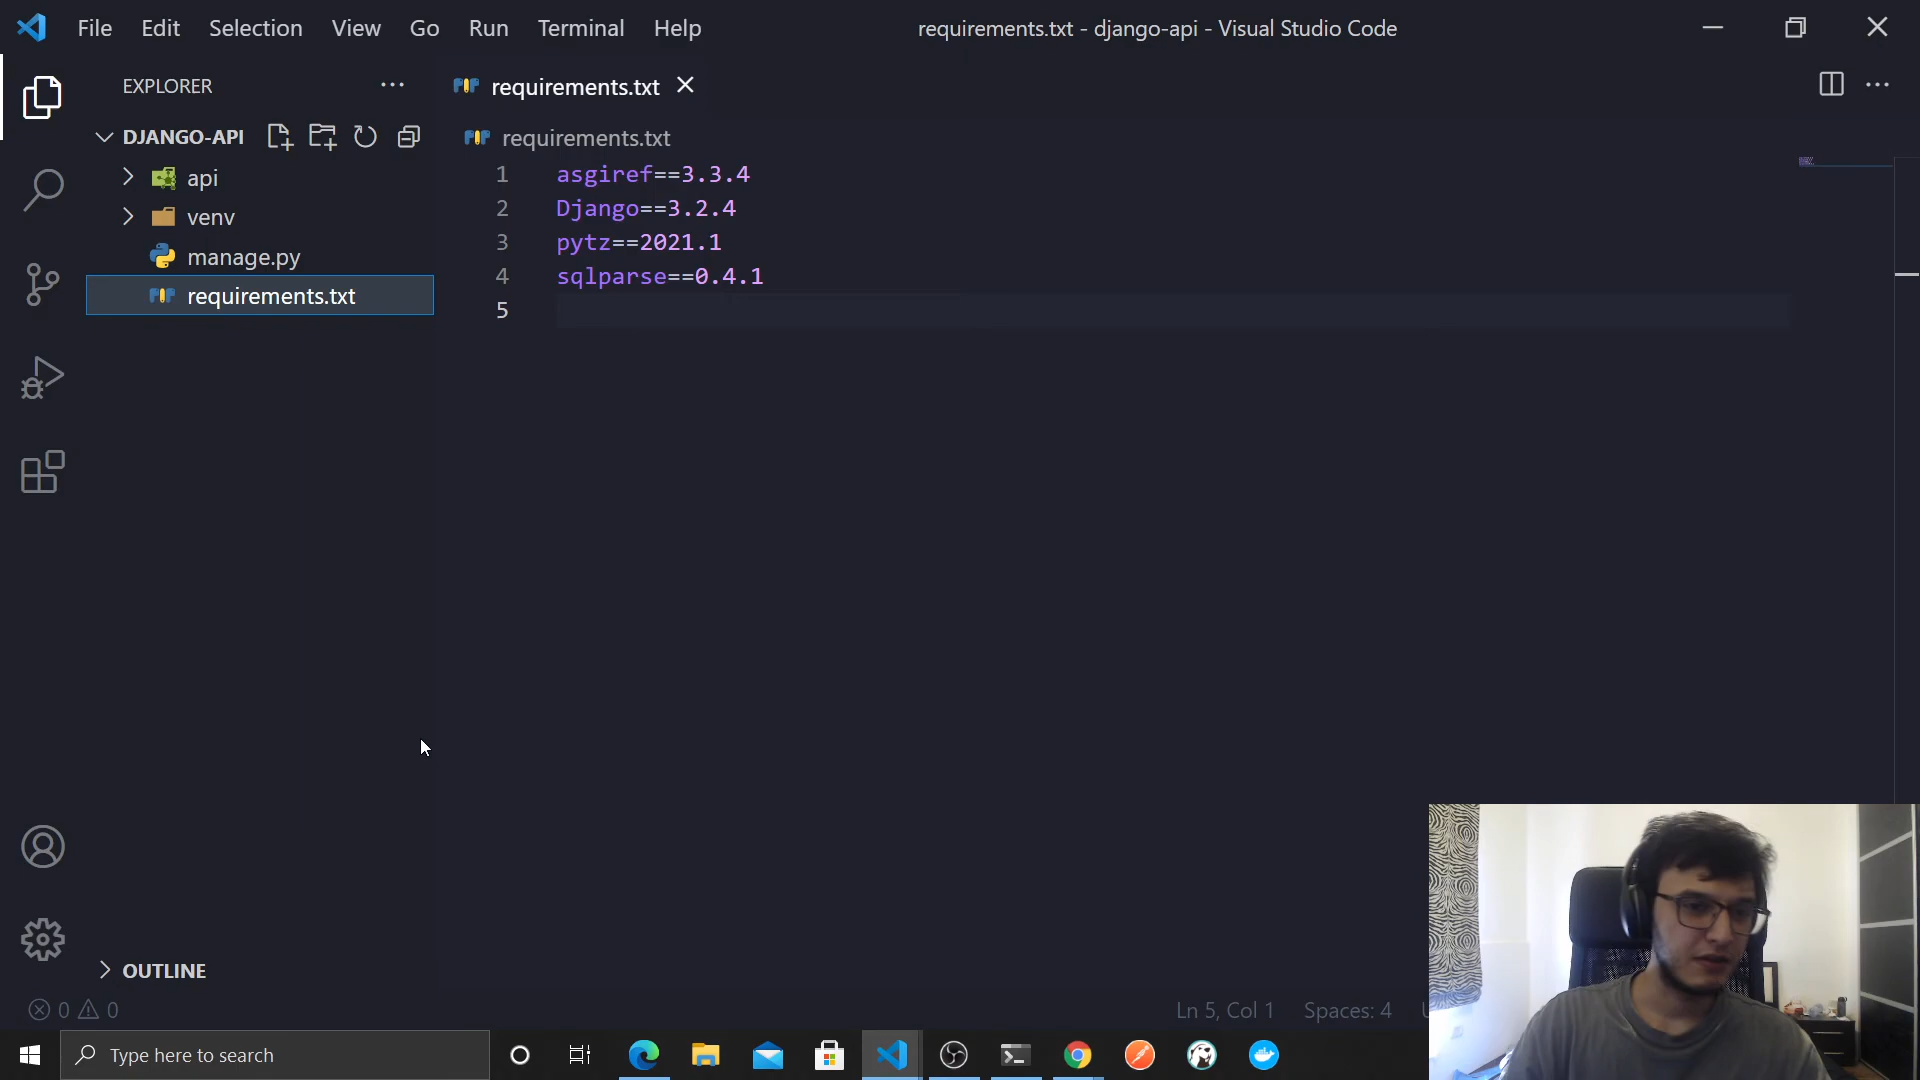 File Edit Selection View Go Run Terminal Help
requirements.txt - django-api - Visual Studio Code
EXPLORER
DJANGO-API
api
venv
manage.py
requirements.txt
OUTLINE
requirements.txt
requirements.txt
1 asgiref==3.3.4
2 Django==3.2.4
3 pytz==2021.1
4 sqlparse==0.4.1
5
0 0
Ln 5, Col 1 Spaces: 4
Type here to search